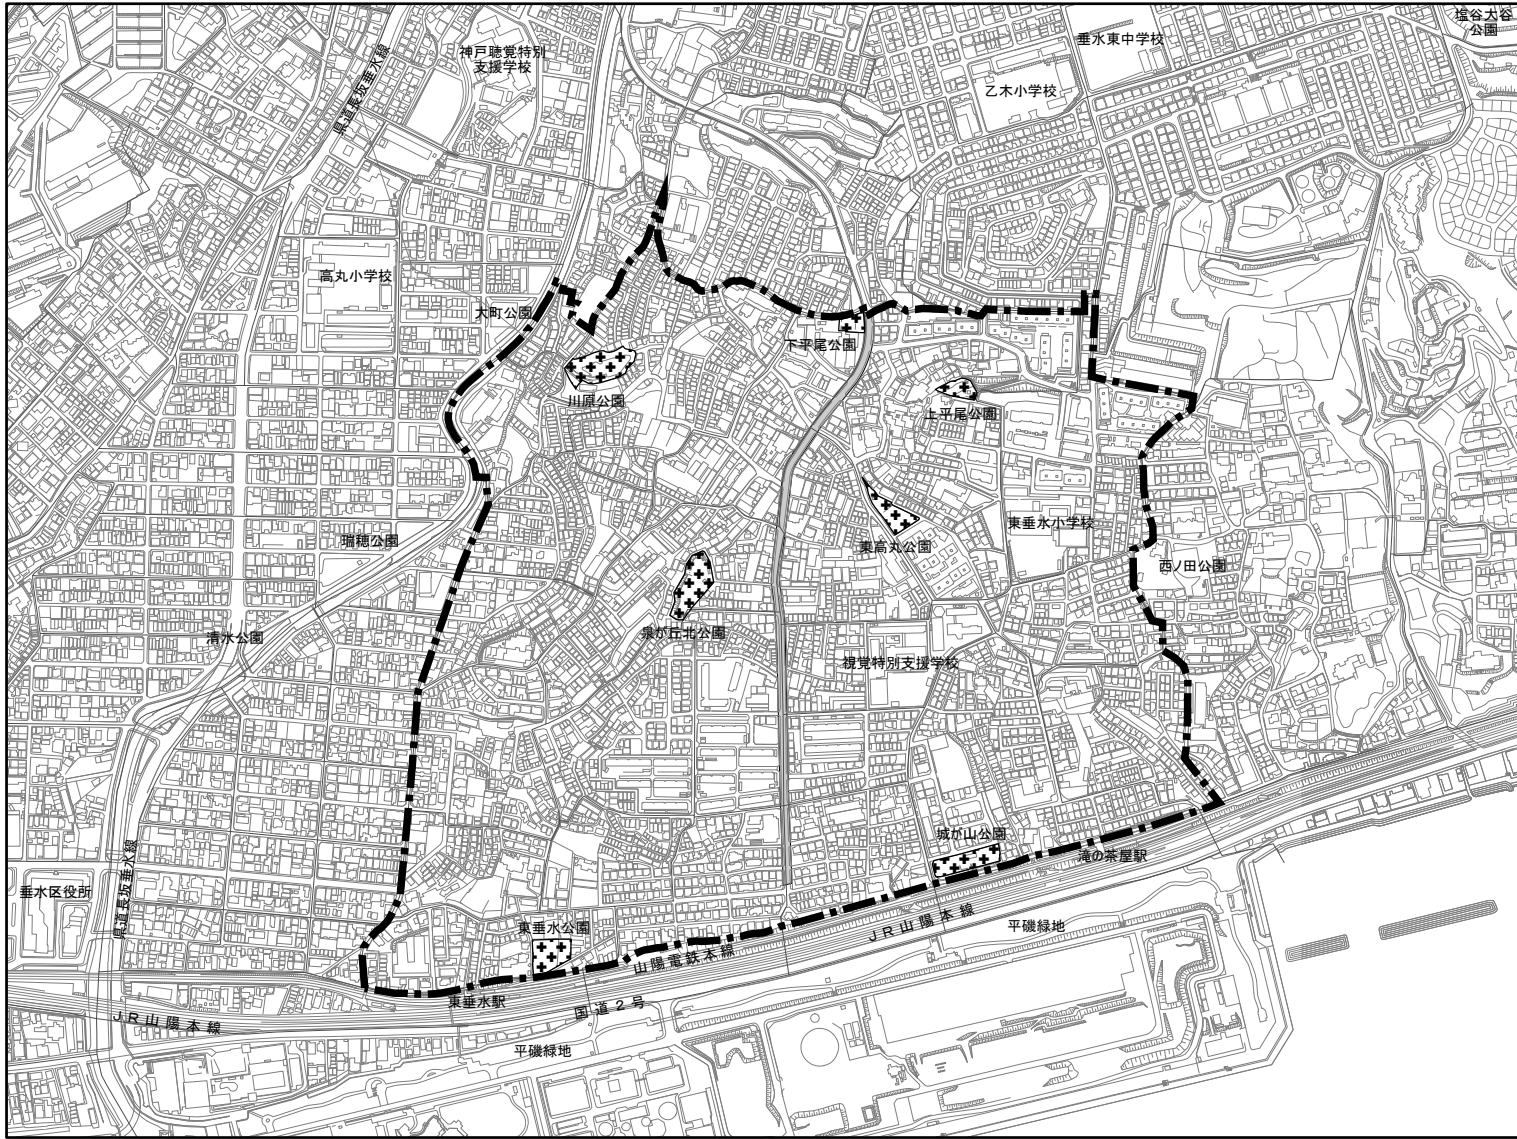 塩谷大谷
公園
垂水東中学校
神戸聴覚特別
支援学校
県道長坂垂水線
乙木小学校
高丸小学校
大町公園
下平尾公園
川原公園
上平尾公園
東垂水小学校
瑞穂公園
東高丸公園
西ノ田公園
清水公園
泉が丘北公園
視覚特別支援学校
城が山公園
滝の茶屋駅
垂水区役所
県道長坂垂水線
東垂水公園
平磯緑地
JR山陽本線
山陽電鉄本線
東垂水駅
国道2号
JR山陽本線
平磯緑地